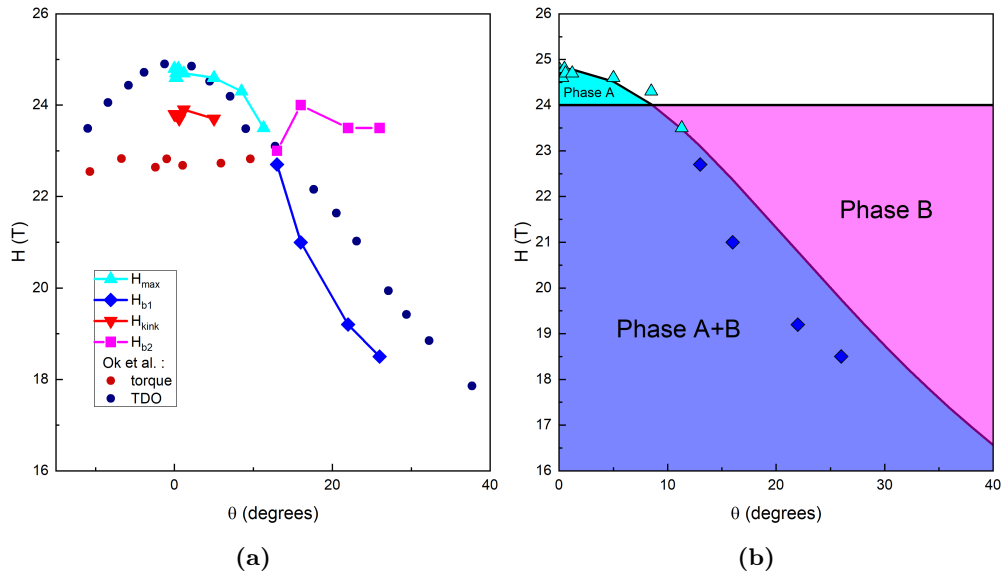 26
24
22
20
18
16
H (T)
0
20
40
θ (degrees)
H_max
H_b1
H_kink
H_b2
Ok et al. :
torque
TDO
(a)
26
25
24
23
22
21
20
19
18
17
16
H (T)
0
10
20
30
40
θ (degrees)
Phase A
Phase B
Phase A+B
(b)